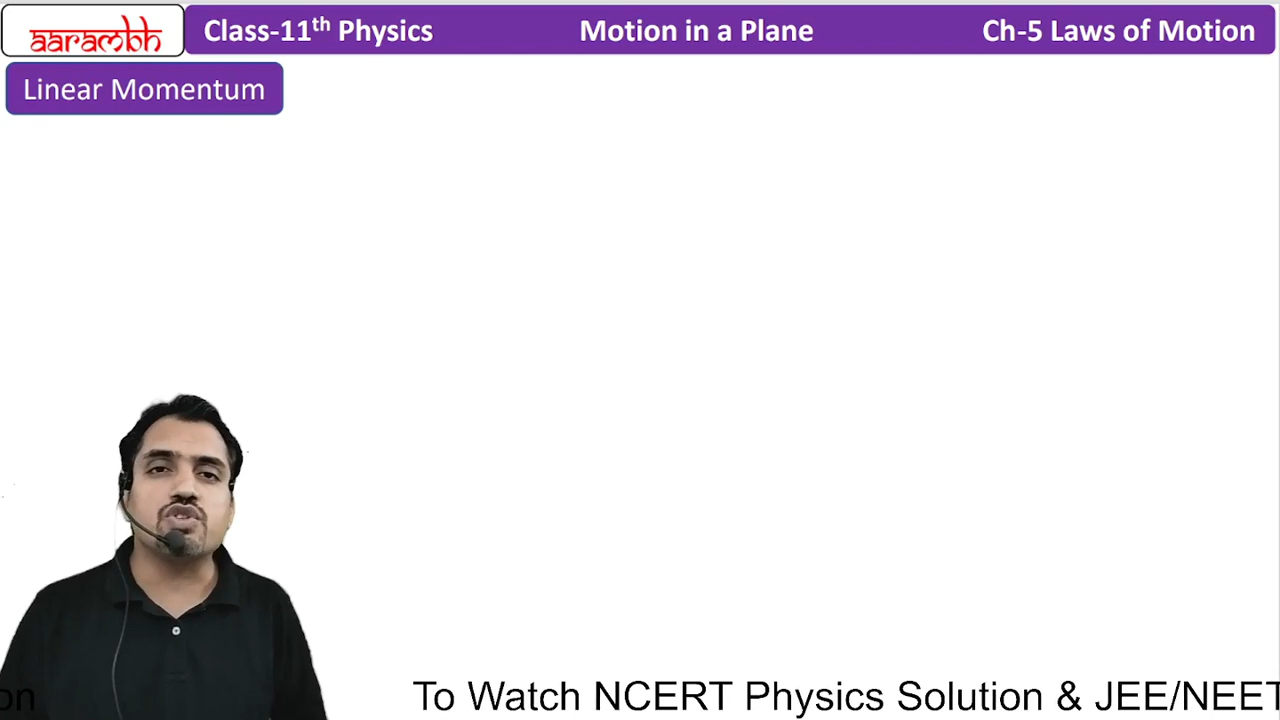 aarambh
Class-11th Physics
Motion in a Plane
Ch-5 Laws of Motion
Linear Momentum
on
To Watch NCERT Physics Solution & JEE/NEET